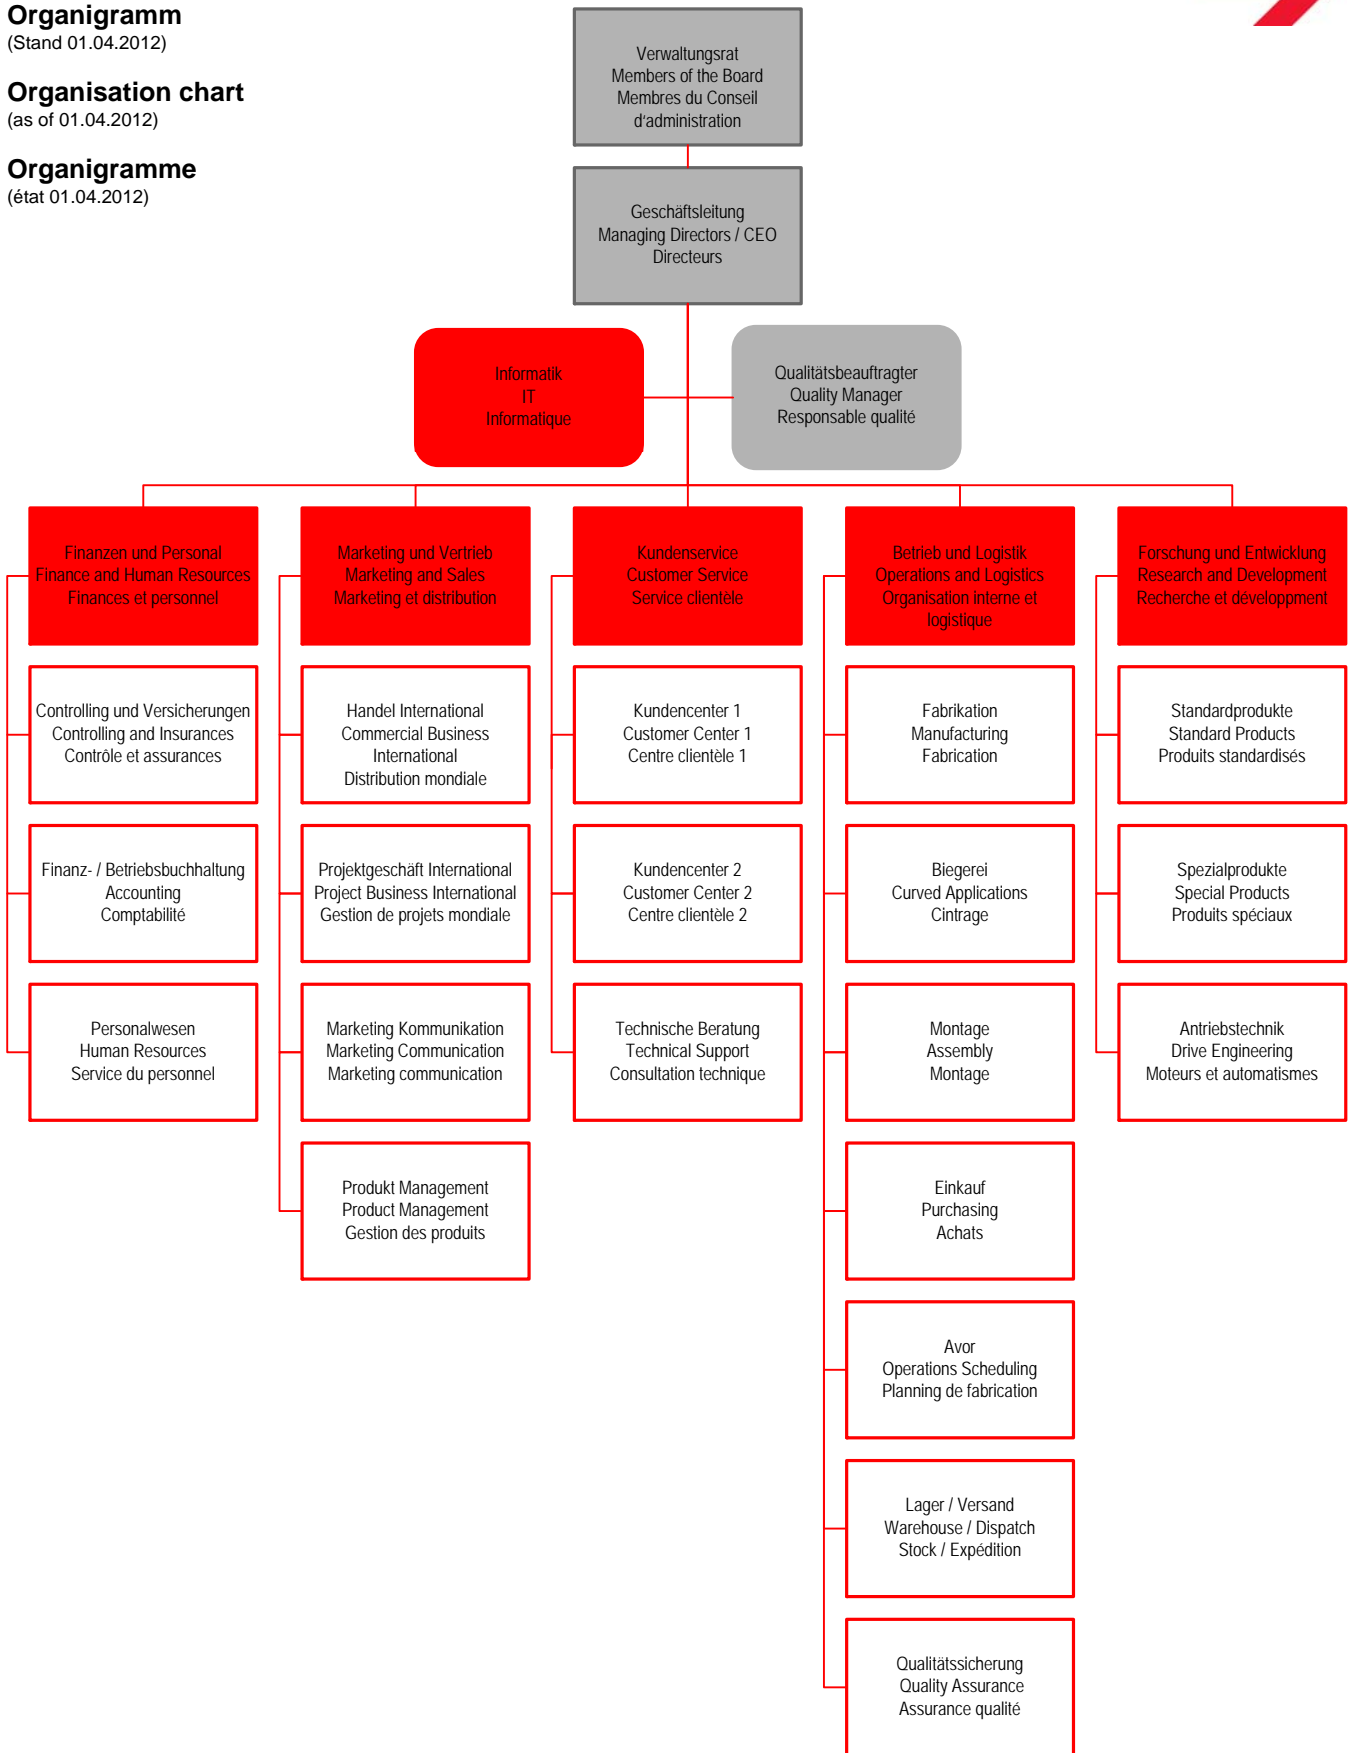 Organigramm
(Stand 01.04.2012)
Organisation chart
(as of 01.04.2012)
Organigramme
(état 01.04.2012)
Verwaltungsrat
Members of the Board
Membres du Conseil
d'administration
Geschäftsleitung
Managing Directors / CEO
Directeurs
Informatik
IT
Informatique
Qualitätsbeauftragter
Quality Manager
Responsable qualité
Finanzen und Personal
Finance and Human Resources
Finances et personnel
Controlling und Versicherungen
Controlling and Insurances
Contrôle et assurances
Finanz- / Betriebsbuchhaltung
Accounting
Comptabilité
Personalwesen
Human Resources
Service du personnel
Marketing und Vertrieb
Marketing and Sales
Marketing et distribution
Handel International
Commercial Business
International
Distribution mondiale
Projektgeschäft International
Project Business International
Gestion de projets mondiale
Marketing Kommunikation
Marketing Communication
Marketing communication
Produkt Management
Product Management
Gestion des produits
Kundenservice
Customer Service
Service clientèle
Kundencenter 1
Customer Center 1
Centre clientèle 1
Kundencenter 2
Customer Center 2
Centre clientèle 2
Technische Beratung
Technical Support
Consultation technique
Betrieb und Logistik
Operations and Logistics
Organisation interne et
logistique
Fabrikation
Manufacturing
Fabrication
Biegerei
Curved Applications
Cintrage
Montage
Assembly
Montage
Einkauf
Purchasing
Achats
Avor
Operations Scheduling
Planning de fabrication
Lager / Versand
Warehouse / Dispatch
Stock / Expédition
Qualitätssicherung
Quality Assurance
Assurance qualité
Forschung und Entwicklung
Research and Development
Recherche et développment
Standardprodukte
Standard Products
Produits standardisés
Spezialprodukte
Special Products
Produits spéciaux
Antriebstechnik
Drive Engineering
Moteurs et automatismes